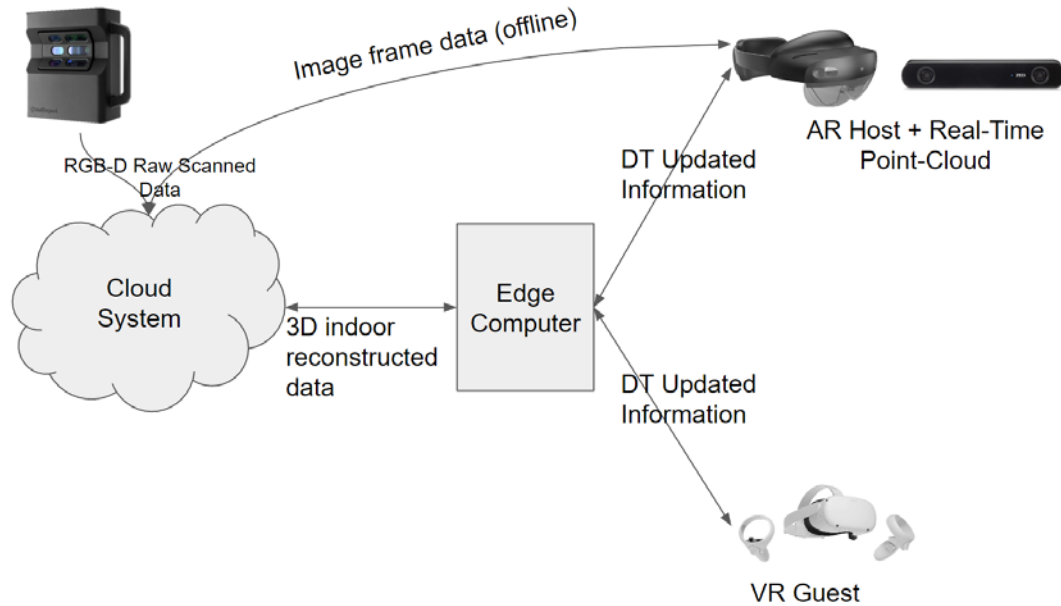 Image frame data (offline)
RGB-D Raw Scanned
Data
AR Host + Real-Time
Point-Cloud
DT Updated
Information
Cloud
System
Edge
Computer
3D indoor
reconstructed
data
DT Updated
Information
VR Guest